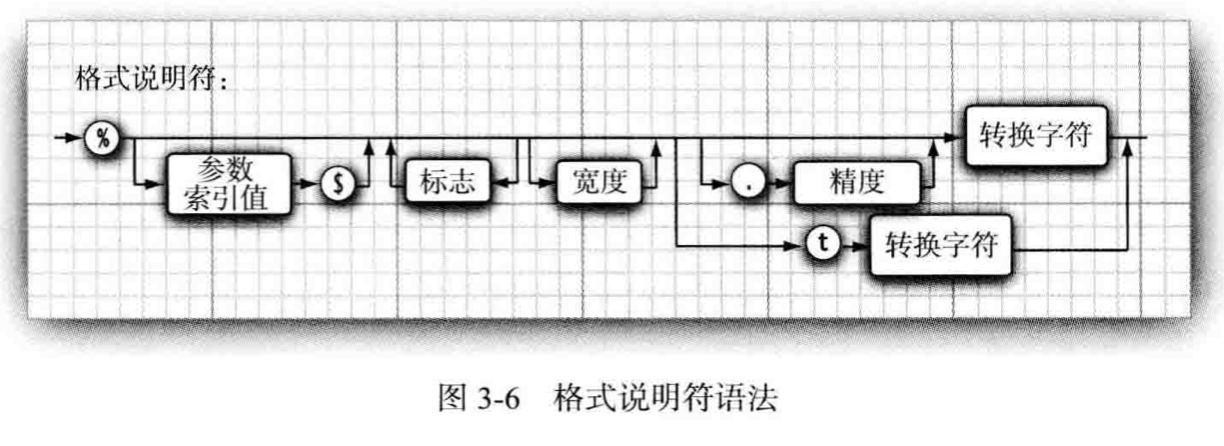 格式说明符：
%
参数
索引值
$
标志
宽度
.
精度
转换字符
t
转换字符
图 3-6 格式说明符语法